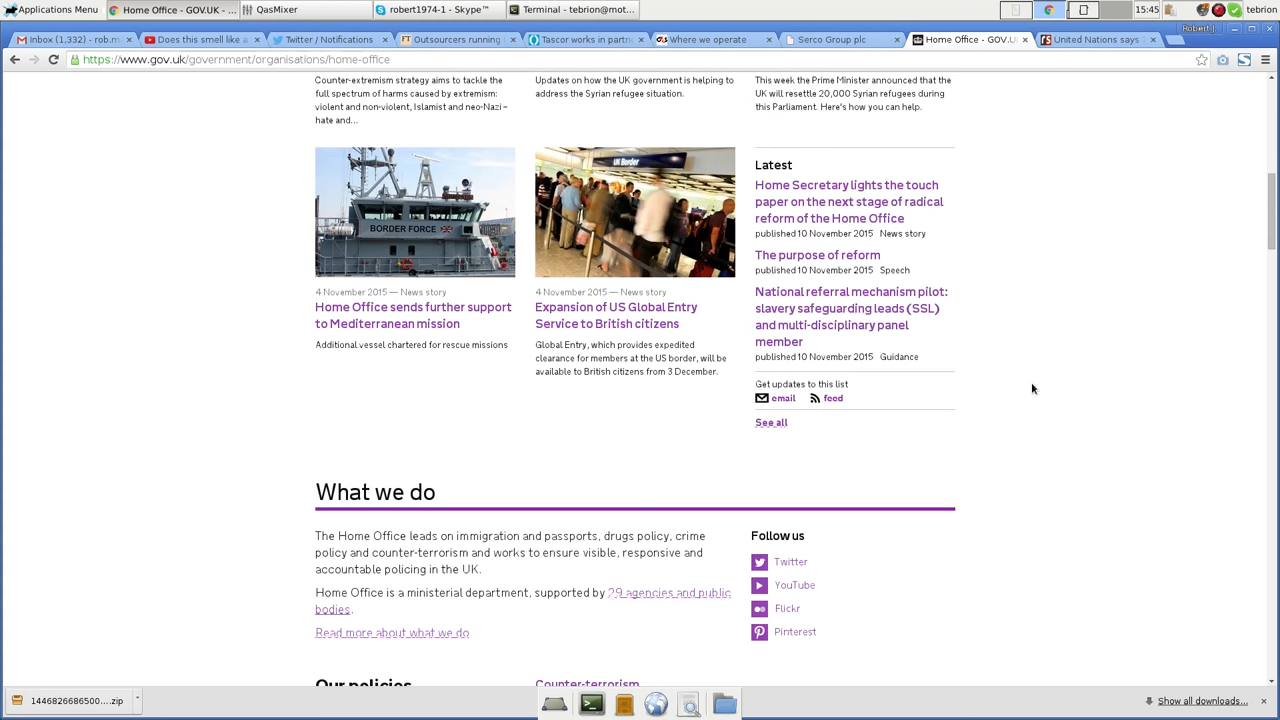 Applications Menu
Home Office - GOV.UK - ...
QasMixer
robert1974-1 - Skype™
Terminal - tebrion@mot...
15:45
tebrion
Inbox (1,332) - rob.m
Does this smell like a
Twitter / Notifications
Outsourcers running
Tascor works in partn
Where we operate
Serco Group plc
Home Office - GOV.U
United Nations says
Robert J.
https://www.gov.uk/government/organisations/home-office
Counter-extremism strategy aims to tackle the
full spectrum of harms caused by extremism:
violent and non-violent, Islamist and neo-Nazi –
hate and...
Updates on how the UK government is helping to
address the Syrian refugee situation.
This week the Prime Minister announced that the
UK will resettle 20,000 Syrian refugees during
this Parliament. Here's how you can help.
BORDER FORCE
4 November 2015 — News story
Home Office sends further support
to Mediterranean mission
Additional vessel chartered for rescue missions
UK Border
4 November 2015 — News story
Expansion of US Global Entry
Service to British citizens
Global Entry, which provides expedited
clearance for members at the US border, will be
available to British citizens from 3 December.
Latest
Home Secretary lights the touch
paper on the next stage of radical
reform of the Home Office
published 10 November 2015 News story
The purpose of reform
published 10 November 2015 Speech
National referral mechanism pilot:
slavery safeguarding leads (SSL)
and multi-disciplinary panel
member
published 10 November 2015 Guidance
Get updates to this list
email feed
See all
What we do
The Home Office leads on immigration and passports, drugs policy, crime
policy and counter-terrorism and works to ensure visible, responsive and
accountable policing in the UK.
Home Office is a ministerial department, supported by 29 agencies and public
bodies.
Read more about what we do
Follow us
Twitter
YouTube
Flickr
Pinterest
Our policies
Counter-terrorism
1446826686500....zip
Show all downloads...